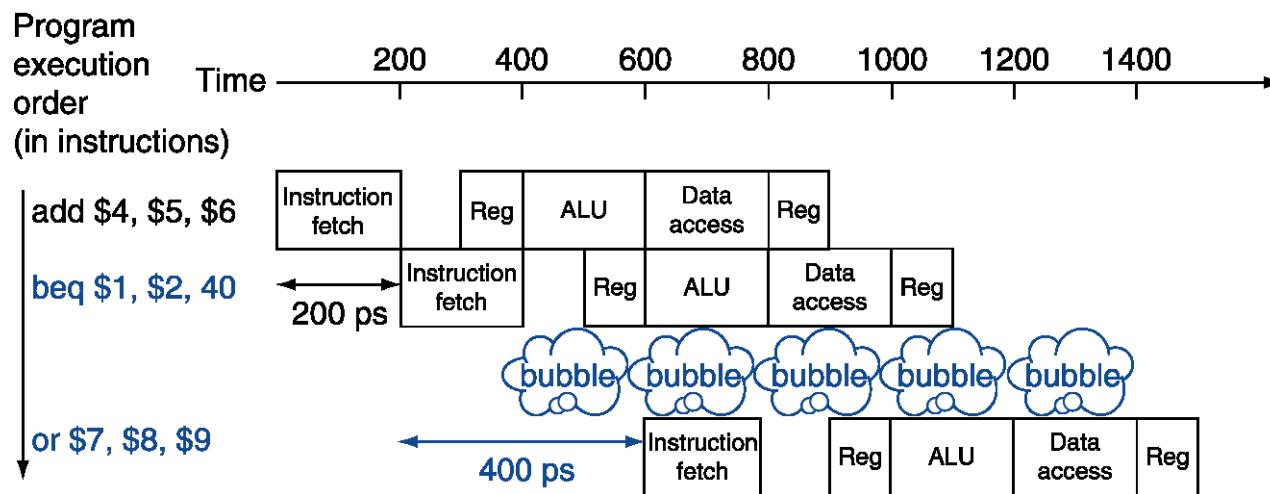 Program
execution
order
(in instructions)
Time
200 400 600 800 1000 1200 1400
add $4, $5, $6
Instruction
fetch
Reg
ALU
Data
access
Reg
beq $1, $2, 40
200 ps
Instruction
fetch
Reg
ALU
Data
access
Reg
bubble bubble bubble bubble bubble
or $7, $8, $9
400 ps
Instruction
fetch
Reg
ALU
Data
access
Reg